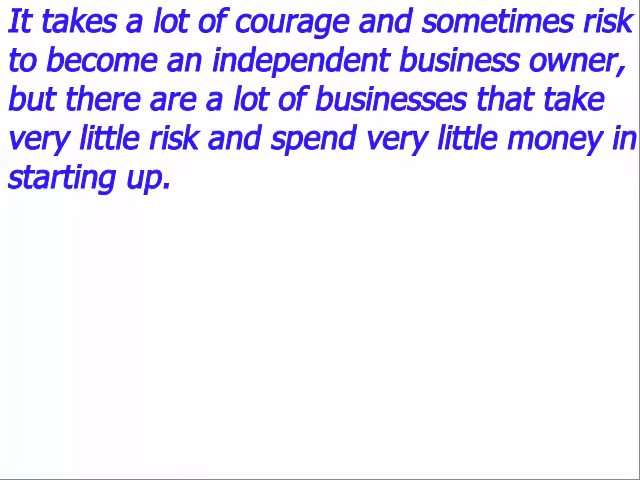 It takes a lot of courage and sometimes risk
to become an independent business owner,
but there are a lot of businesses that take
very little risk and spend very little money in
starting up.